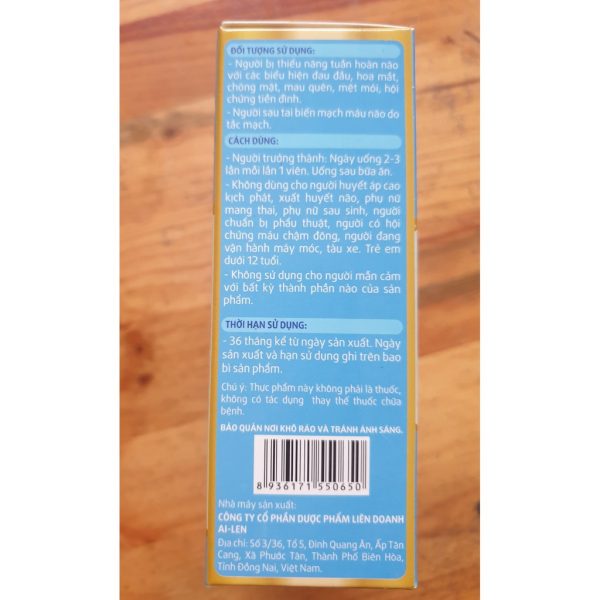 ĐỐI TƯỢNG SỬ DỤNG:
- Người bị thiểu năng tuần hoàn não
với các biểu hiện đau đầu, hoa mắt,
chóng mặt, mau quên, mệt mỏi, hội
chứng tiền đình.
- Người sau tai biến mạch máu não do
tắc mạch.
CÁCH DÙNG:
- Người trưởng thành: Ngày uống 2-3
lần mỗi lần 1 viên. Uống sau bữa ăn.
- Không dùng cho người huyết áp cao
kịch phát, xuất huyết não, phụ nữ
mang thai, phụ nữ sau sinh, người
chuẩn bị phẩu thuật, người có hội
chứng máu chậm đông, người đang
vận hành máy móc, tàu xe. Trẻ em
dưới 12 tuổi.
- Không sử dụng cho người mẫn cảm
với bất kỳ thành phần nào của sản
phẩm.
THỜI HẠN SỬ DỤNG:
- 36 tháng kể từ ngày sản xuất. Ngày
sản xuất và hạn sử dụng ghi trên bao
bì sản phẩm.
Chú ý: Thực phẩm này không phải là thuốc,
không có tác dụng thay thế thuốc chữa
bệnh.
BẢO QUẢN NƠI KHÔ RÁO VÀ TRÁNH ÁNH SÁNG.
8 936171 550650
Nhà máy sản xuất:
CÔNG TY CỔ PHẦN DƯỢC PHẨM LIÊN DOANH
AI-LEN
Địa chỉ: Số 3/36, Tổ 5, Đinh Quang Ân, Ấp Tân
Cang, Xã Phước Tân, Thành Phố Biên Hòa,
Tỉnh Đồng Nai, Việt Nam.